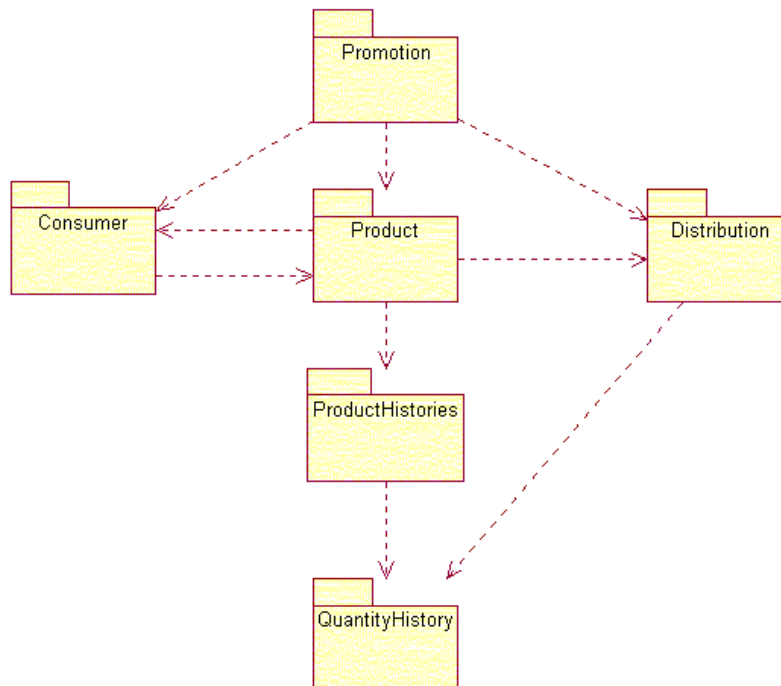 Promotion
Consumer
Product
Distribution
ProductHistories
QuantityHistory